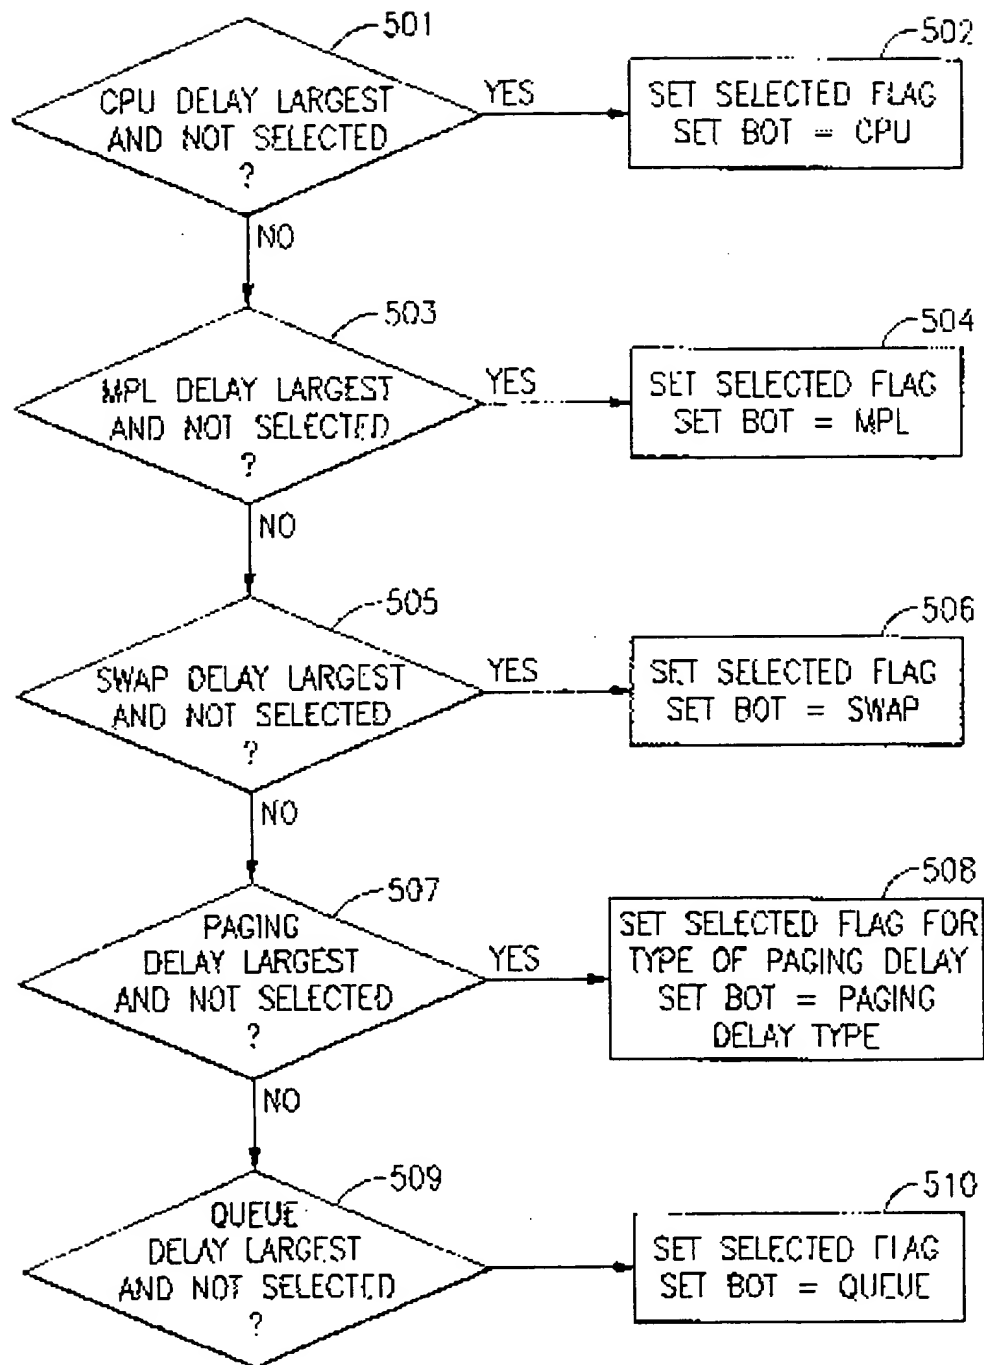 501
CPU DELAY LARGEST
AND NOT SELECTED
?
YES
502
SET SELECTED FLAG
SET BOT = CPU
NO
503
MPL DELAY LARGEST
AND NOT SELECTED
?
YES
504
SET SELECTED FLAG
SET BOT = MPL
NO
505
SWAP DELAY LARGEST
AND NOT SELECTED
?
YES
506
SET SELECTED FLAG
SET BOT = SWAP
NO
507
PAGING
DELAY LARGEST
AND NOT SELECTED
?
YES
508
SET SELECTED FLAG FOR
TYPE OF PAGING DELAY
SET BOT = PAGING
DELAY TYPE
NO
509
QUEUE
DELAY LARGEST
AND NOT SELECTED
?
510
SET SELECTED FLAG
SET BOT = QUEUE